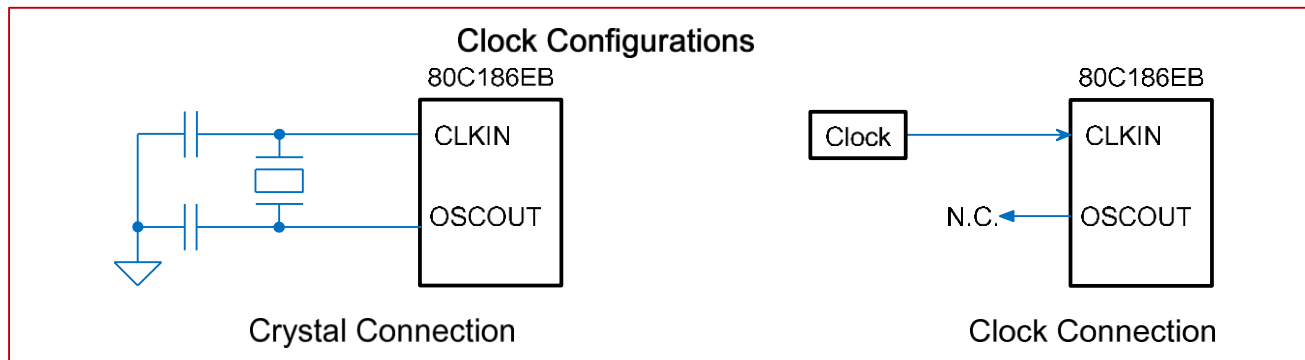 Clock Configurations
80C186EB
CLKIN
OSCOUT
Crystal Connection
80C186EB
Clock
CLKIN
N.C.
OSCOUT
Clock Connection